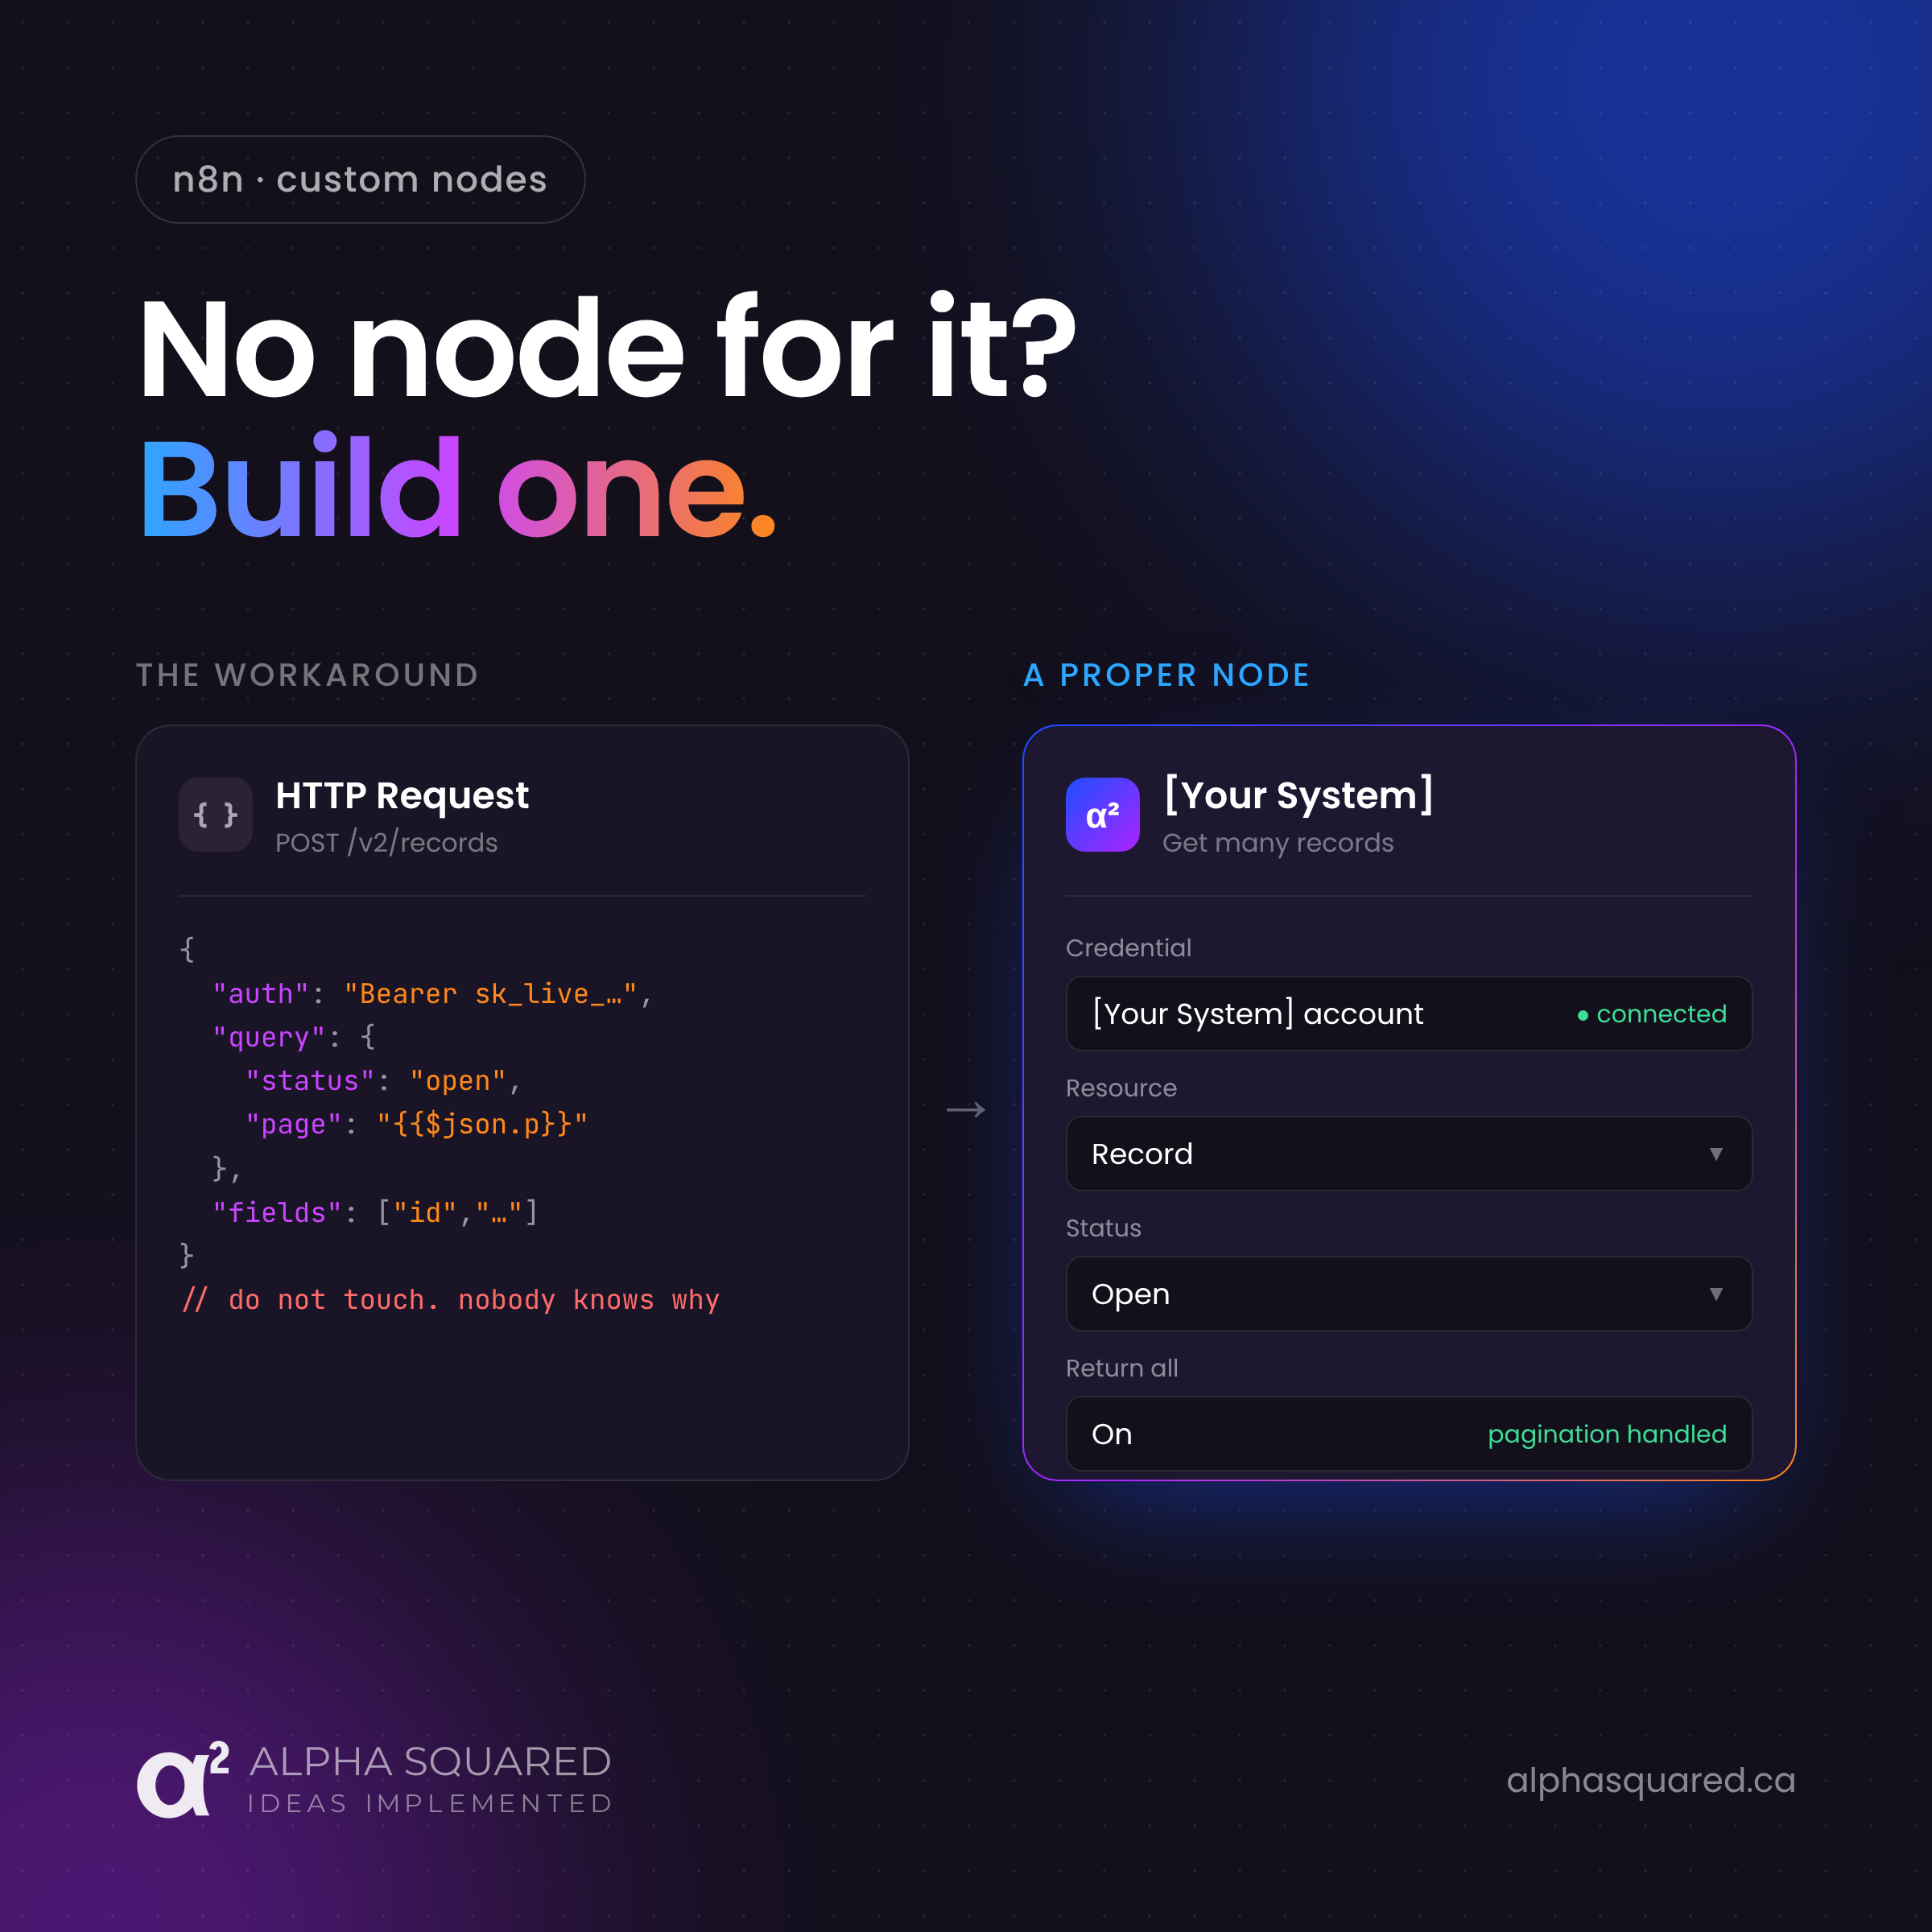 n8n · custom nodes
No node for it?
Build one.
THE WORKAROUND
{ }
HTTP Request
POST /v2/records
{
  "auth": "Bearer sk_live_…",
  "query": {
    "status": "open",
    "page": "{{$json.p}}"
  },
  "fields": ["id","…"]
}
// do not touch. nobody knows why
→
A PROPER NODE
α²
[Your System]
Get many records
Credential
[Your System] account ● connected
Resource
Record ▼
Status
Open ▼
Return all
On pagination handled
α² ALPHA SQUARED
IDEAS IMPLEMENTED
alphasquared.ca